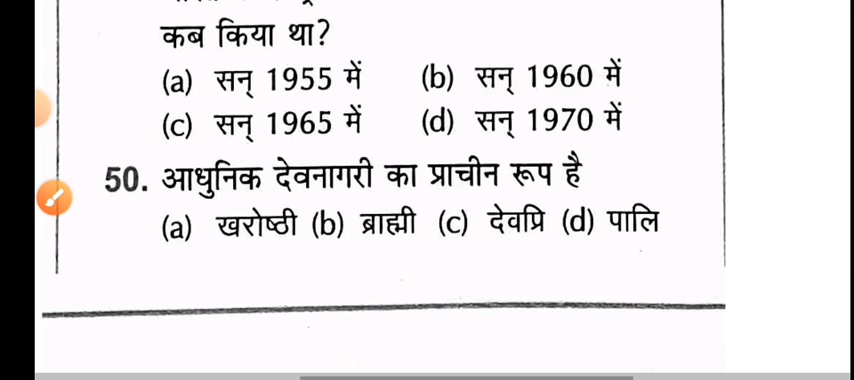 कब किया था?
(a) सन् 1955 में (b) सन् 1960 में
(c) सन् 1965 में (d) सन् 1970 में
50. आधुनिक देवनागरी का प्राचीन रूप है
(a) खरोष्ठी (b) ब्राह्मी (c) देवप्रि (d) पालि